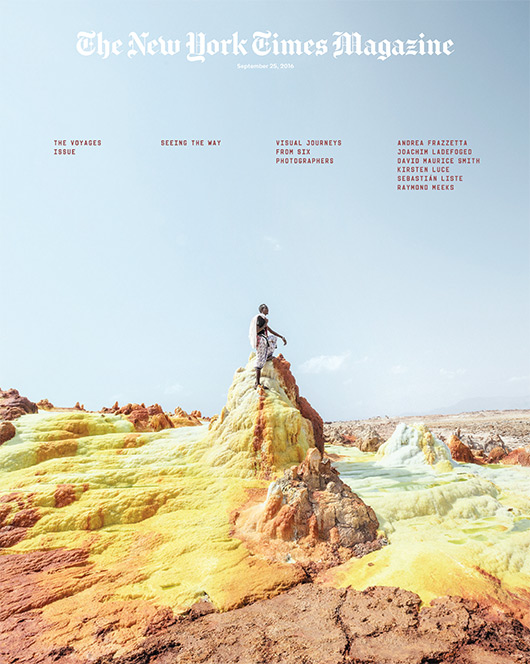 The New York Times Magazine
September 25, 2016
THE VOYAGES
ISSUE
SEEING THE WAY
VISUAL JOURNEYS
FROM SIX
PHOTOGRAPHERS
ANDREA FRAZZETTA
JOACHIM LADEFOGED
DAVID MAURICE SMITH
KIRSTEN LUCE
SEBASTIÁN LISTE
RAYMOND MEEKS